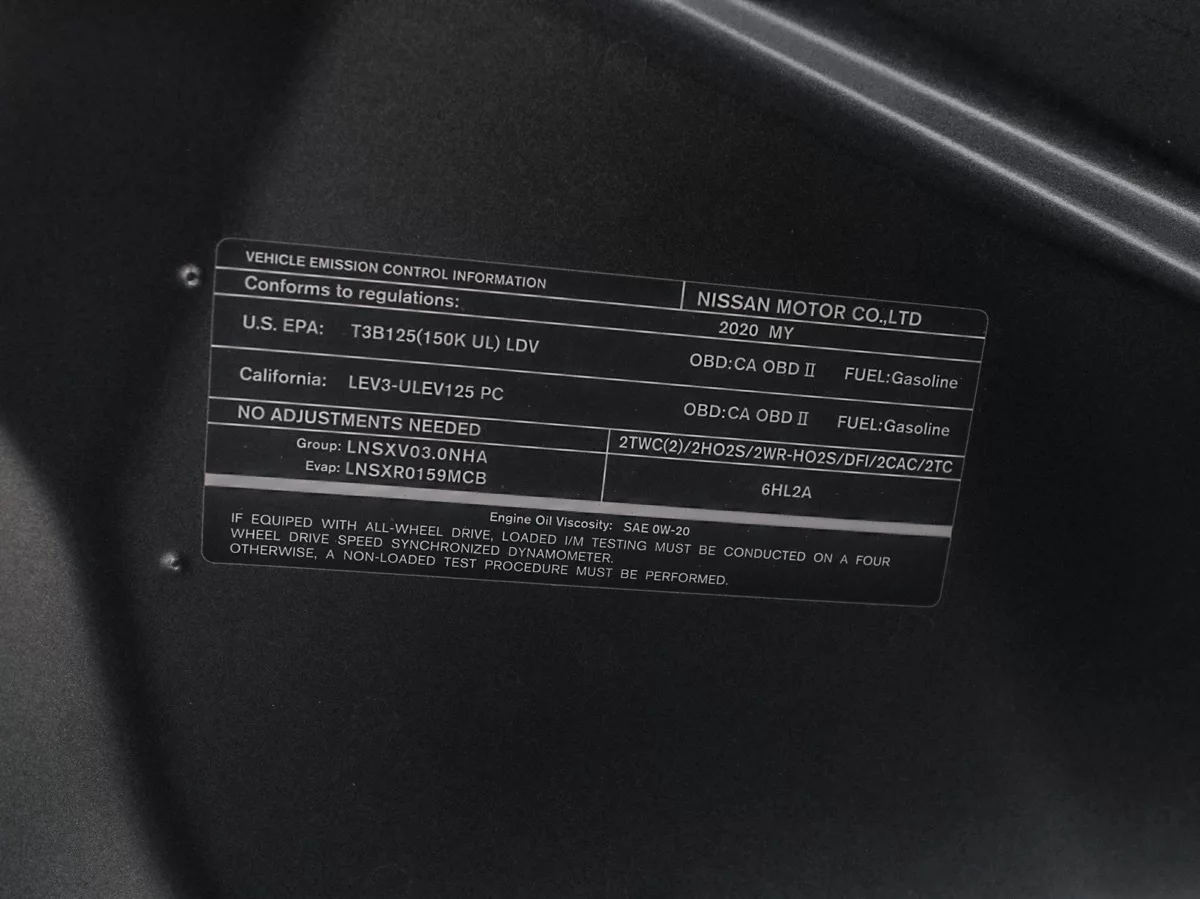 VEHICLE EMISSION CONTROL INFORMATION
NISSAN MOTOR CO.,LTD
Conforms to regulations:
2020 MY
U.S. EPA: T3B125(150K UL) LDV OBD:CA OBD II FUEL:Gasoline
California: LEV3-ULEV125 PC OBD:CA OBD II FUEL:Gasoline
NO ADJUSTMENTS NEEDED
2TWC(2)/2HO2S/2WR-HO2S/DFI/2CAC/2TC
Group: LNSXV03.0NHA
Evap: LNSXR0159MCB
6HL2A
Engine Oil Viscosity: SAE 0W-20
IF EQUIPED WITH ALL-WHEEL DRIVE, LOADED I/M TESTING MUST BE CONDUCTED ON A FOUR
WHEEL DRIVE SPEED SYNCHRONIZED DYNAMOMETER.
OTHERWISE, A NON-LOADED TEST PROCEDURE MUST BE PERFORMED.